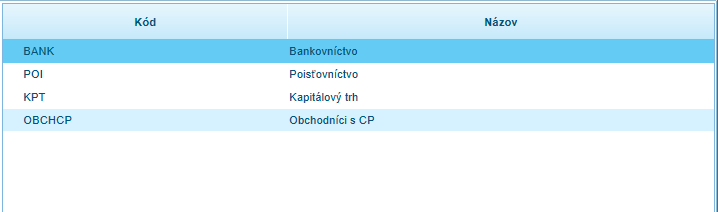 Kód Názov
BANK Bankovníctvo
POI Poisťovníctvo
KPT Kapitálový trh
OBCHCP Obchodníci s CP